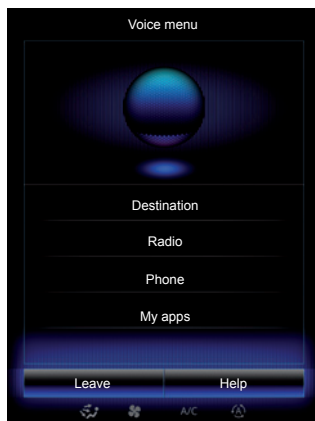 Voice menu
Destination
Radio
Phone
My apps
Leave Help
A/C A